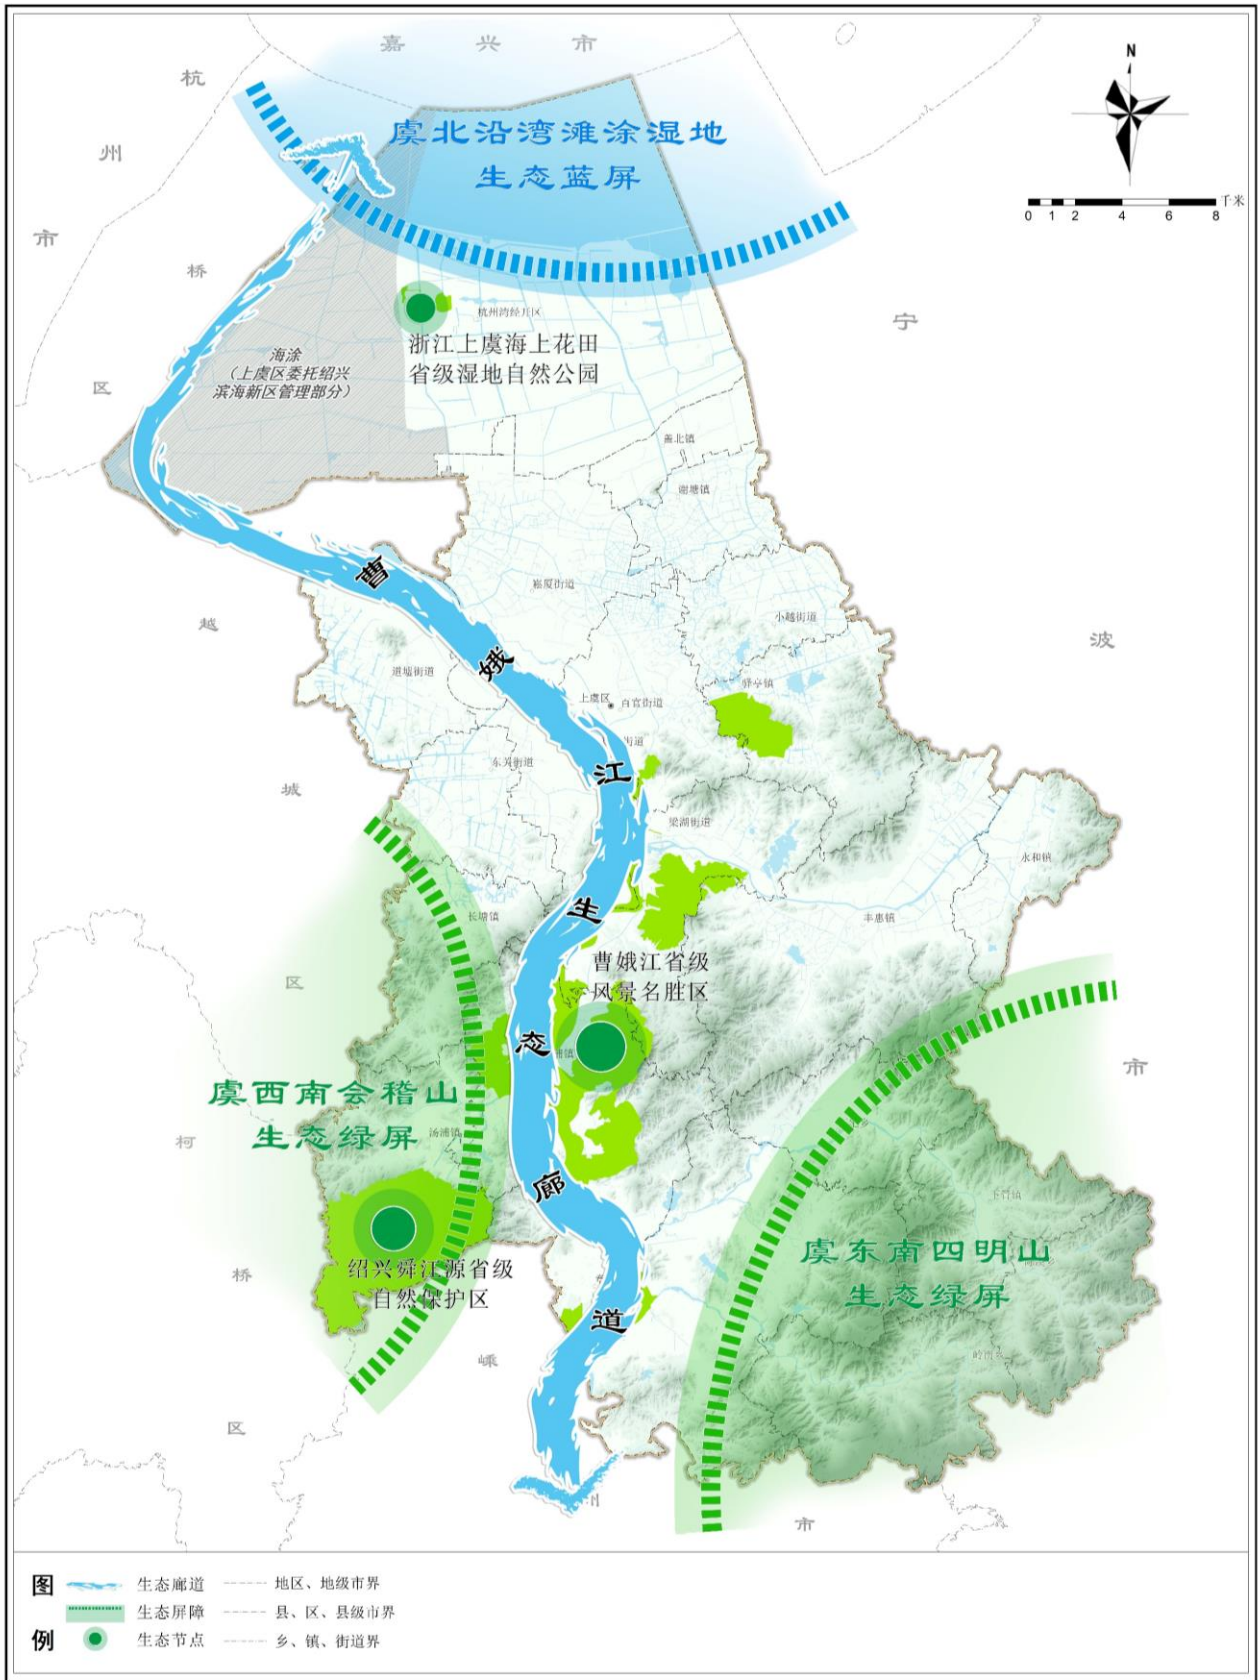 嘉兴市
N
杭
州
市
虞北沿湾滩涂湿地
生态蓝屏
千米
0 1 2 4 6 8
桥
区
宁
杭州湾经开区
浙江上虞海上花田
省级湿地自然公园
海涂
（上虞区委托绍兴
滨海新区管理部分）
盖北镇
谢塘镇
曹
娥
江
生
态
廊
道
崧厦街道
小越街道
越
波
道墟街道
驿亭镇
上虞区
百官街道
街道
东关街道
城
梁湖街道
永和镇
长塘镇
丰惠镇
曹娥江省级
风景名胜区
区
市
虞西南会稽山
生态绿屏
汤浦镇
柯
下管镇
虞东南四明山
生态绿屏
绍兴舜江源省级
自然保护区
桥
嵊
岭南乡
区
州
市
图
例
生态廊道
地区、地级市界
生态屏障
县、区、县级市界
生态节点
乡、镇、街道界